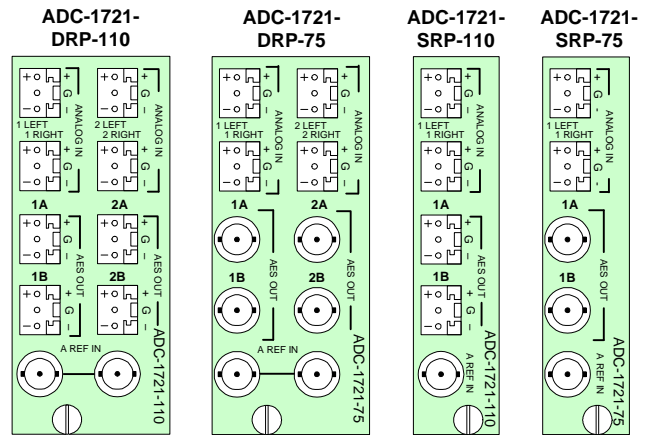 ADC-1721-
DRP-110
+ G -
+ G -
ANALOG IN
1 LEFT
1 RIGHT
2 LEFT
2 RIGHT
+ G -
+ G -
1A
2A
+ G -
+ G -
AES OUT
1B
2B
+ G -
+ G -
A REF IN
ADC-1721-110
ADC-1721-
DRP-75
+ G -
+ G -
ANALOG IN
1 LEFT
1 RIGHT
2 LEFT
2 RIGHT
+ G -
+ G -
1A
2A
AES OUT
1B
2B
A REF IN
ADC-1721-75
ADC-1721-
SRP-110
+ G -
ANALOG IN
1 LEFT
1 RIGHT
+ G -
1A
+ G -
AES OUT
1B
+ G -
A REF IN
ADC-1721-110
ADC-1721-
SRP-75
+ G -
ANALOG IN
1 LEFT
1 RIGHT
+ G -
1A
AES OUT
1B
A REF IN
ADC-1721-75